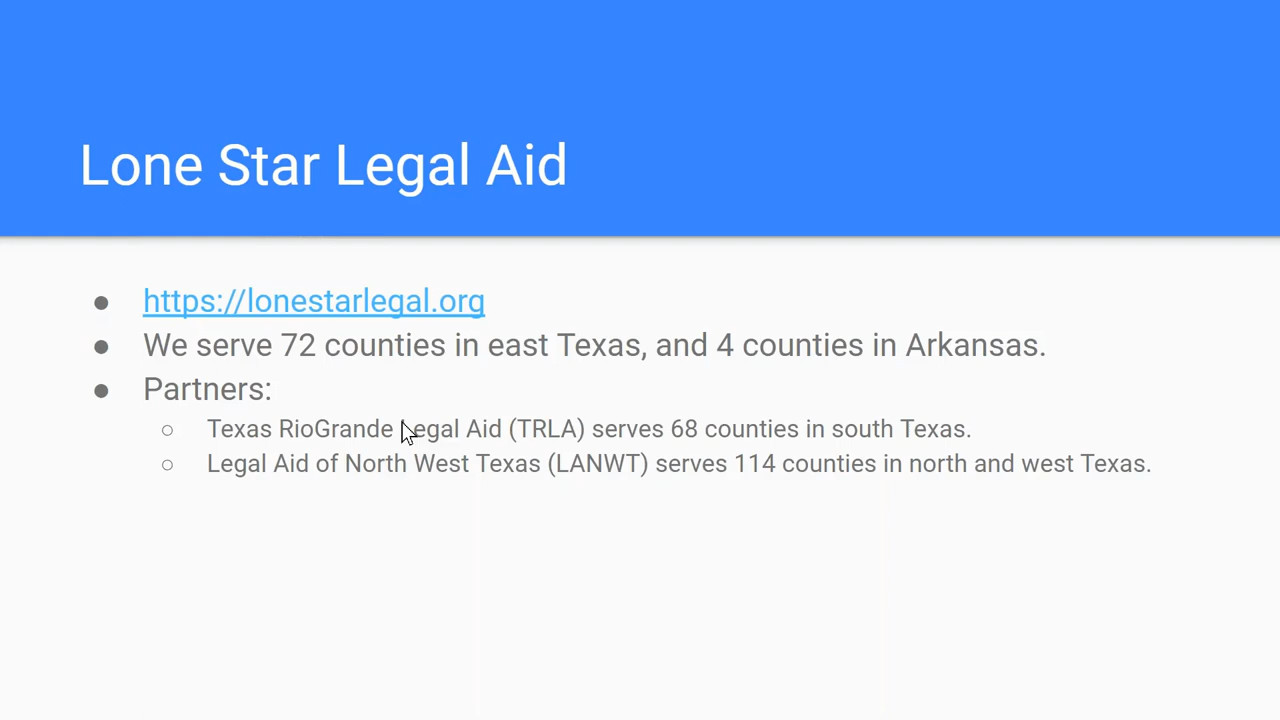 Lone Star Legal Aid
● https://lonestarlegal.org
● We serve 72 counties in east Texas, and 4 counties in Arkansas.
● Partners:
○ Texas RioGrande Legal Aid (TRLA) serves 68 counties in south Texas.
○ Legal Aid of North West Texas (LANWT) serves 114 counties in north and west Texas.